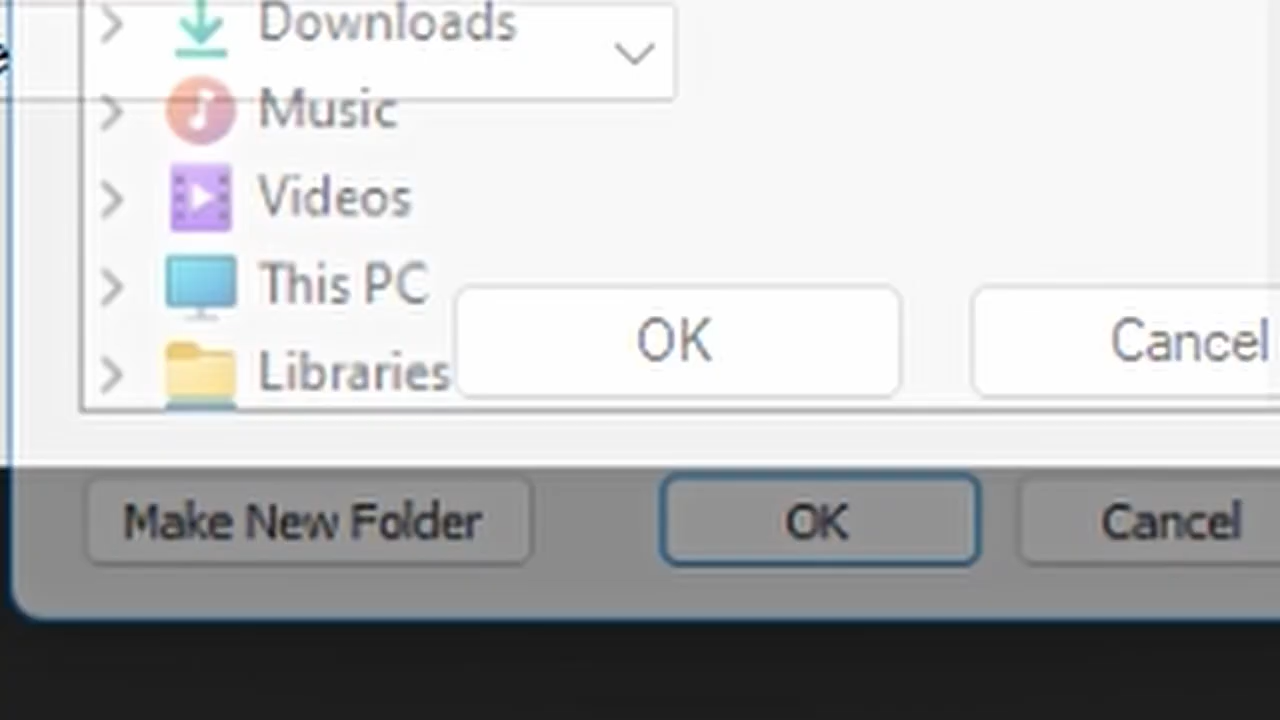 Downloads
Music
Videos
This PC
Libraries
OK
Cancel
Make New Folder
OK
Cancel